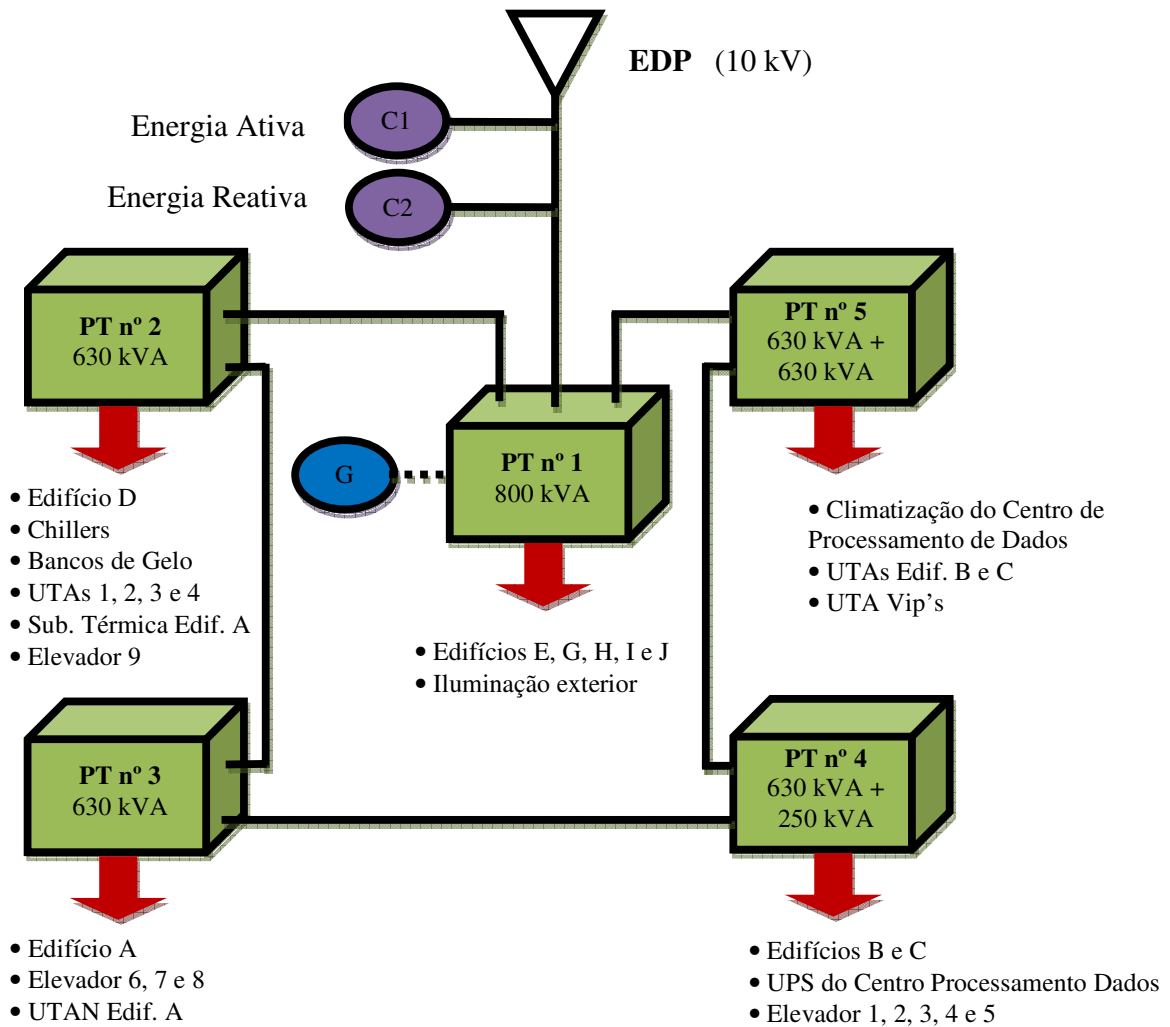 EDP (10 kV)
Energia Ativa
C1
Energia Reativa
C2
PT nº 2
630 kVA
PT nº 5
630 kVA +
630 kVA
G
PT nº 1
800 kVA
• Edifício D
• Chillers
• Bancos de Gelo
• UTAs 1, 2, 3 e 4
• Sub. Térmica Edif. A
• Elevador 9
• Climatização do Centro de
Processamento de Dados
• UTAs Edif. B e C
• UTA Vip's
• Edifícios E, G, H, I e J
• Iluminação exterior
PT nº 3
630 kVA
PT nº 4
630 kVA +
250 kVA
• Edifício A
• Elevador 6, 7 e 8
• UTAN Edif. A
• Edifícios B e C
• UPS do Centro Processamento Dados
• Elevador 1, 2, 3, 4 e 5